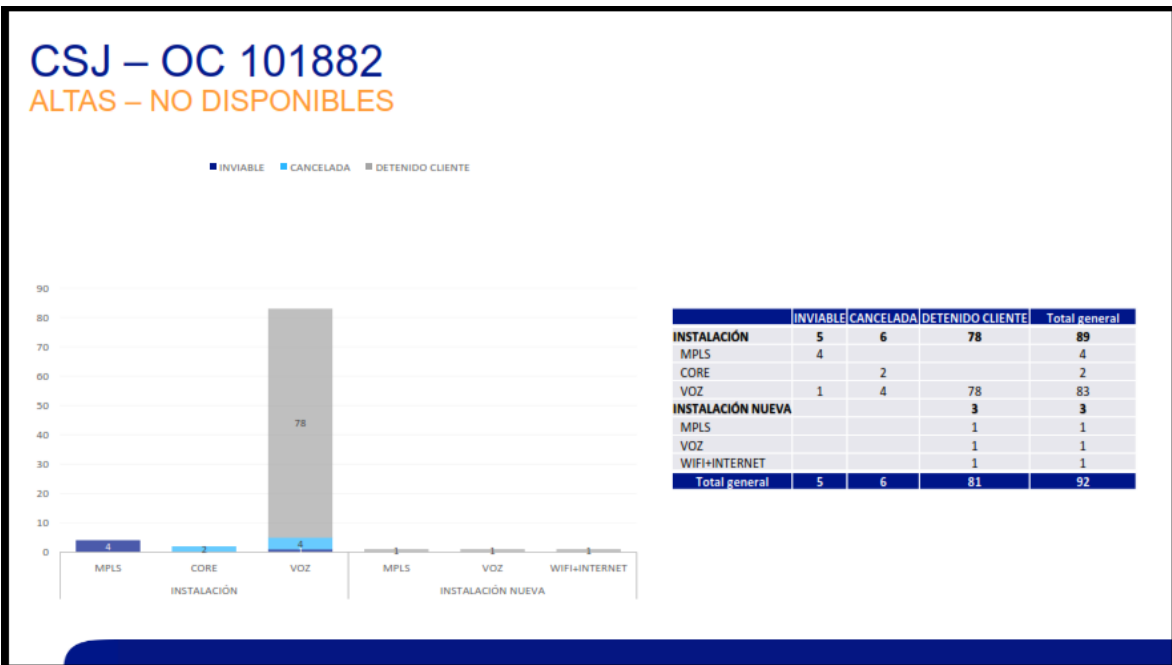 CSJ – OC 101882
ALTAS – NO DISPONIBLES
INVIABLE CANCELADA DETENIDO CLIENTE
90
80
70
60
50
40
30
20
10
0
78
4
4
2
1
1
1
1
MPLS CORE VOZ MPLS VOZ WIFI+INTERNET
INSTALACIÓN INSTALACIÓN NUEVA
INVIABLE CANCELADA DETENIDO CLIENTE Total general
INSTALACIÓN 5 6 78 89
MPLS 4 4
CORE 2 2
VOZ 1 4 78 83
INSTALACIÓN NUEVA 3 3
MPLS 1 1
VOZ 1 1
WIFI+INTERNET 1 1
Total general 5 6 81 92